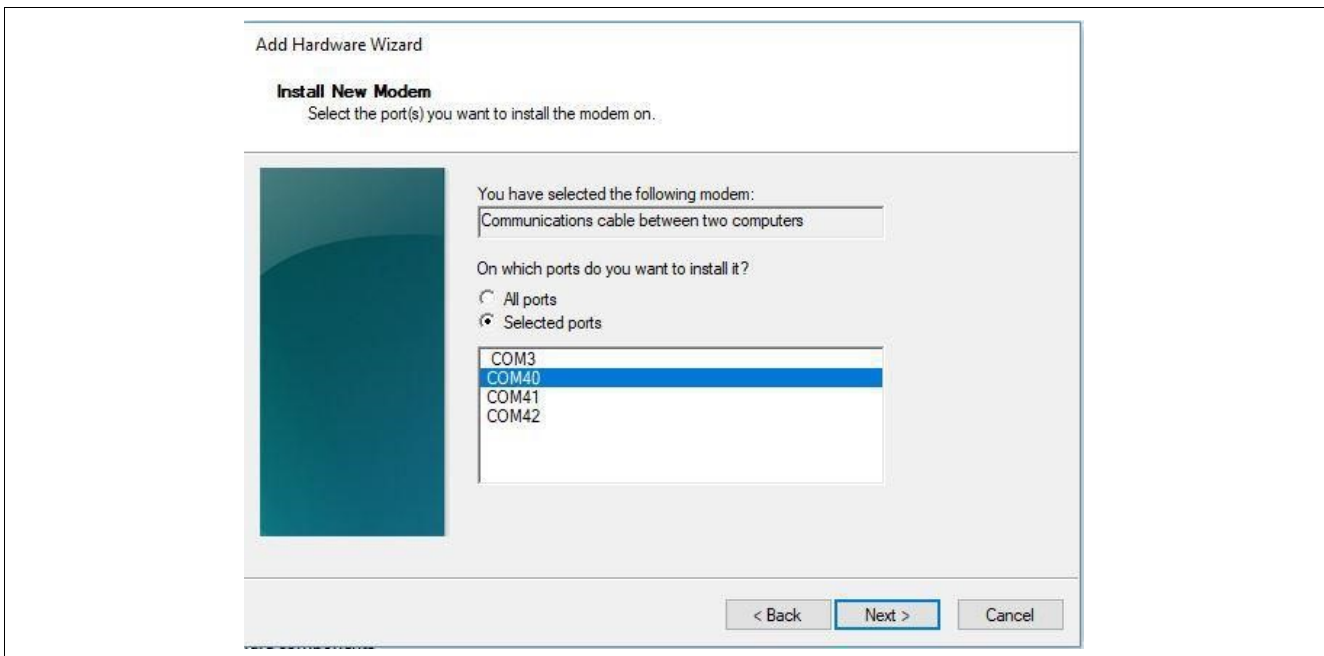 Add Hardware Wizard
Install New Modem
Select the port(s) you want to install the modem on.
You have selected the following modem:
Communications cable between two computers
On which ports do you want to install it?
All ports
Selected ports
COM3
COM40
COM41
COM42
< Back
Next >
Cancel